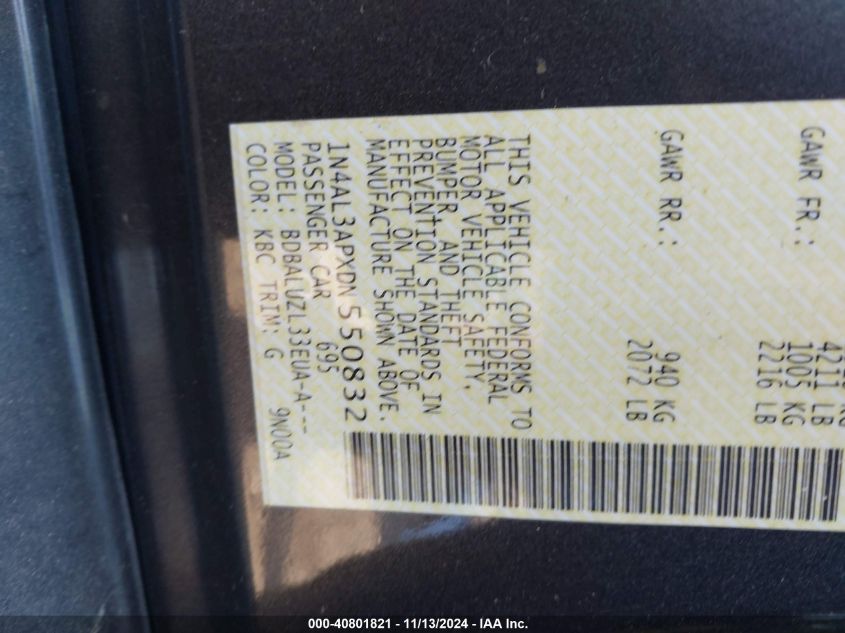 4211 LB
GAWR FR.: 1005 KG
2216 LB
GAWR RR.: 940 KG
2072 LB
THIS VEHICLE CONFORMS TO
ALL APPLICABLE FEDERAL
MOTOR VEHICLE SAFETY,
BUMPER, AND THEFT
PREVENTION STANDARDS IN
EFFECT ON THE DATE OF
MANUFACTURE SHOWN ABOVE.
1N4AL3APXDN550832
PASSENGER CAR 695
MODEL: BDBALUZL33EUA-A---
COLOR: KBC TRIM: G 9N00A
000-40801821 - 11/13/2024 - IAA Inc.